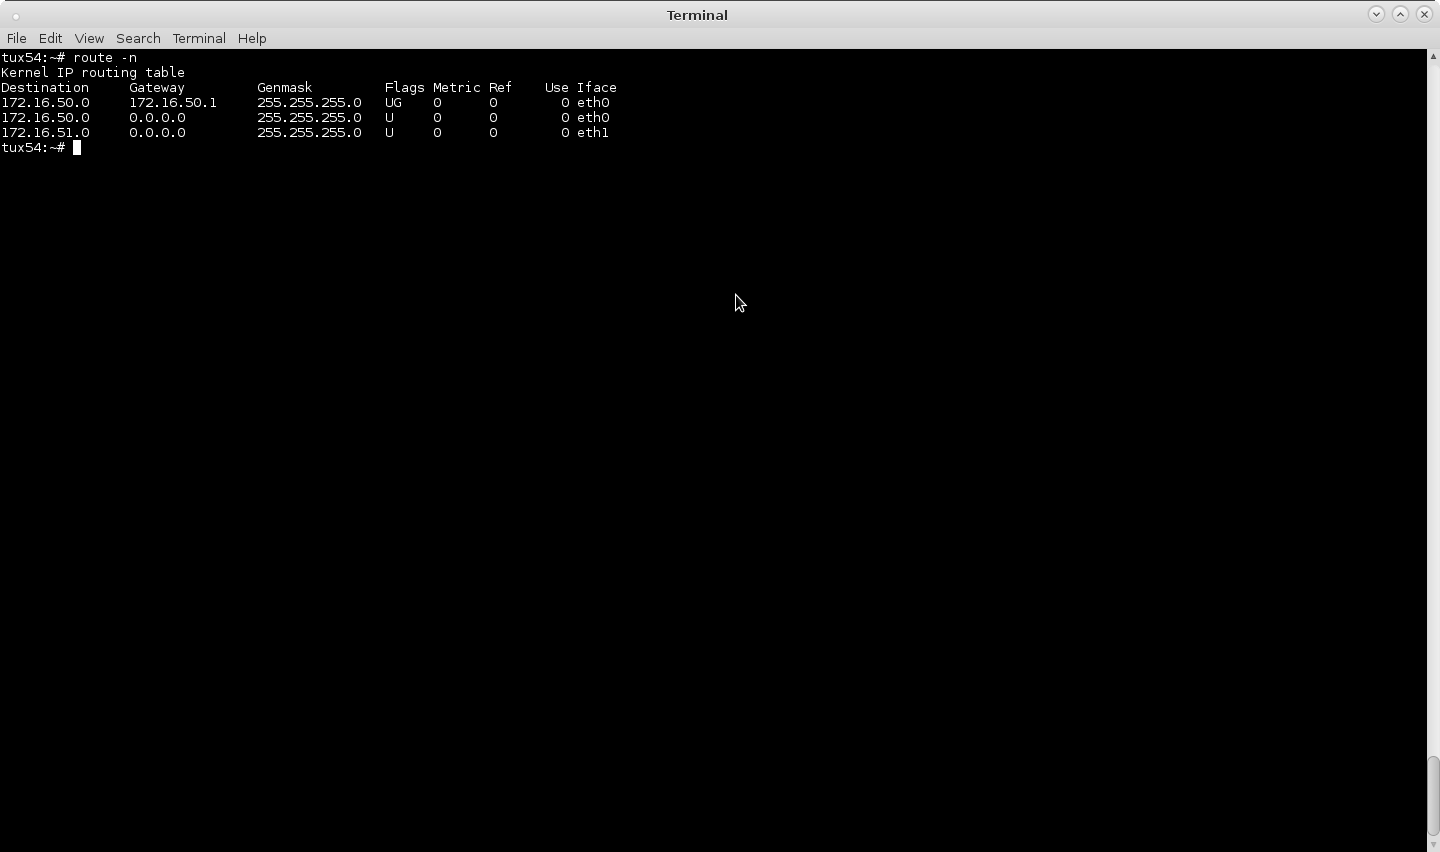 Terminal
File Edit View Search Terminal Help
tux54:~# route -n
Kernel IP routing table
Destination     Gateway         Genmask         Flags Metric Ref    Use Iface
172.16.50.0     172.16.50.1     255.255.255.0   UG    0      0        0 eth0
172.16.50.0     0.0.0.0         255.255.255.0   U     0      0        0 eth0
172.16.51.0     0.0.0.0         255.255.255.0   U     0      0        0 eth1
tux54:~#